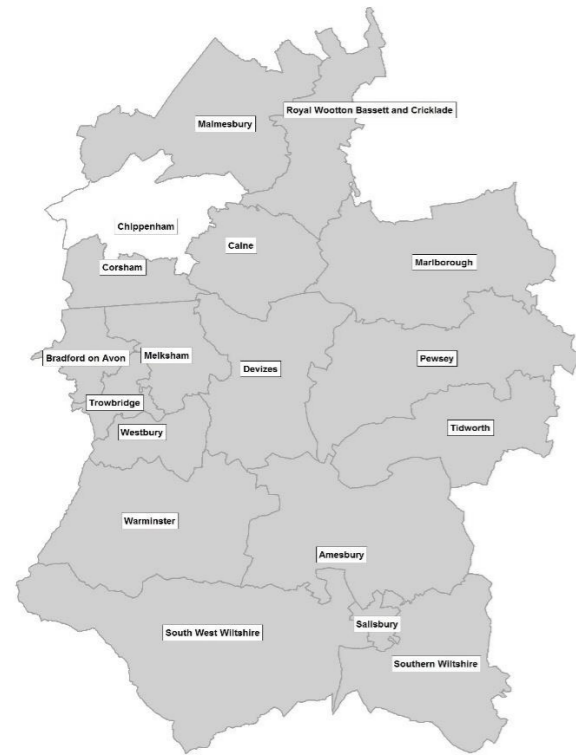 Royal Wootton Bassett and Cricklade
Malmesbury
Chippenham
Calne
Corsham
Marlborough
Bradford on Avon
Melksham
Pewsey
Devizes
Trowbridge
Tidworth
Westbury
Warminster
Amesbury
Salisbury
South West Wiltshire
Southern Wiltshire